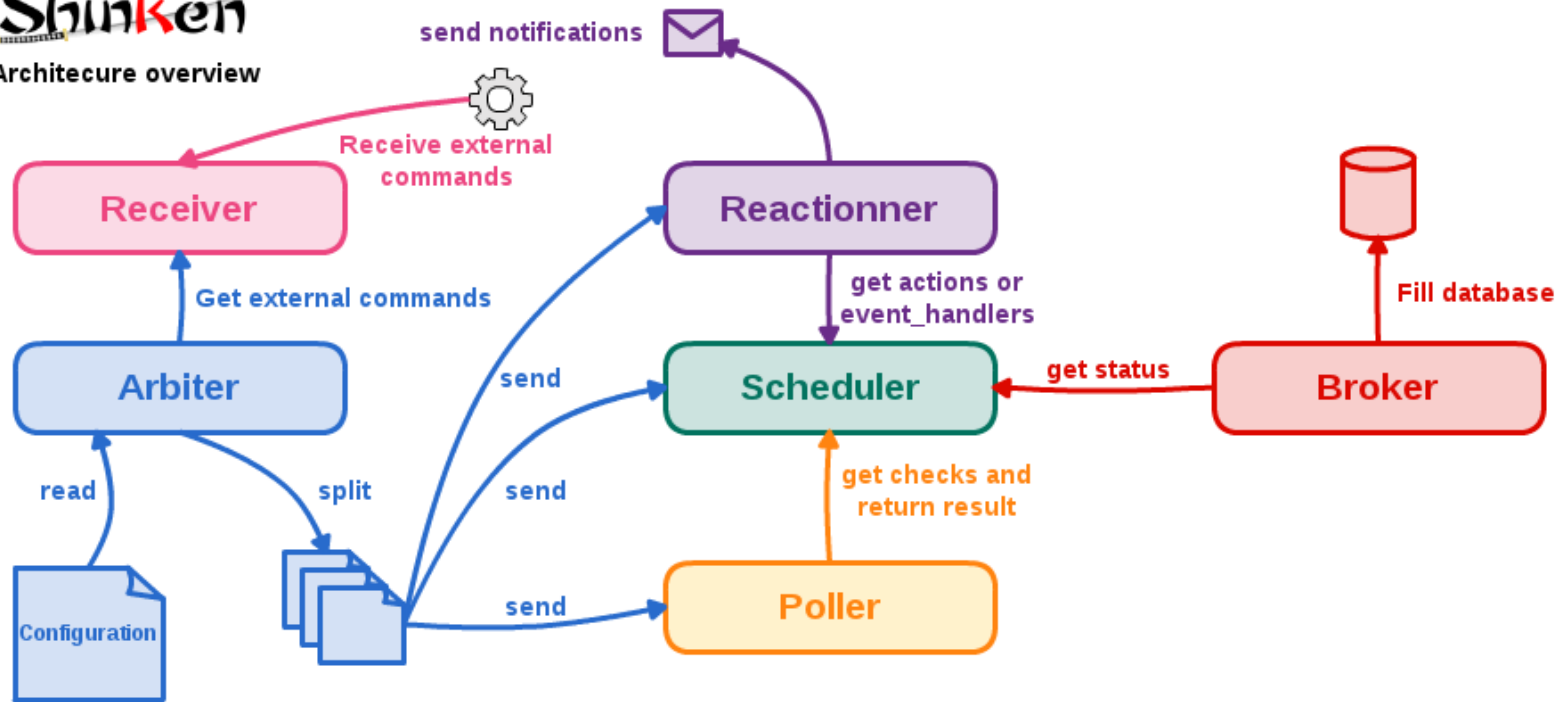 Shinken
Architecure overview
send notifications
Receive external
commands
Receiver
Reactionner
Get external commands
get actions or
event_handlers
Fill database
Arbiter
send
Scheduler
get status
Broker
read
split
send
get checks and
return result
Configuration
send
Poller